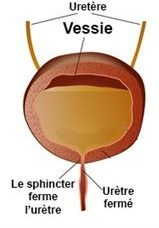 Uretère
Vessie
Le sphincter
ferme
l'urètre
Urètre
fermé